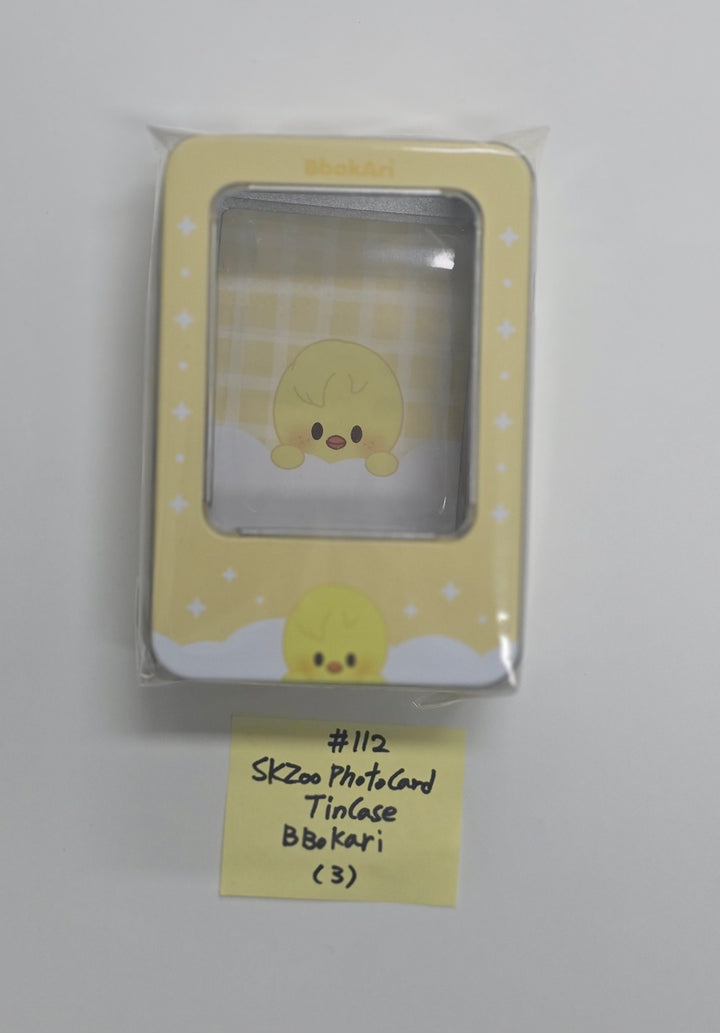 BbokAri
#112
SKZoo PhotoCard
TinCase
BBoKari
(3)